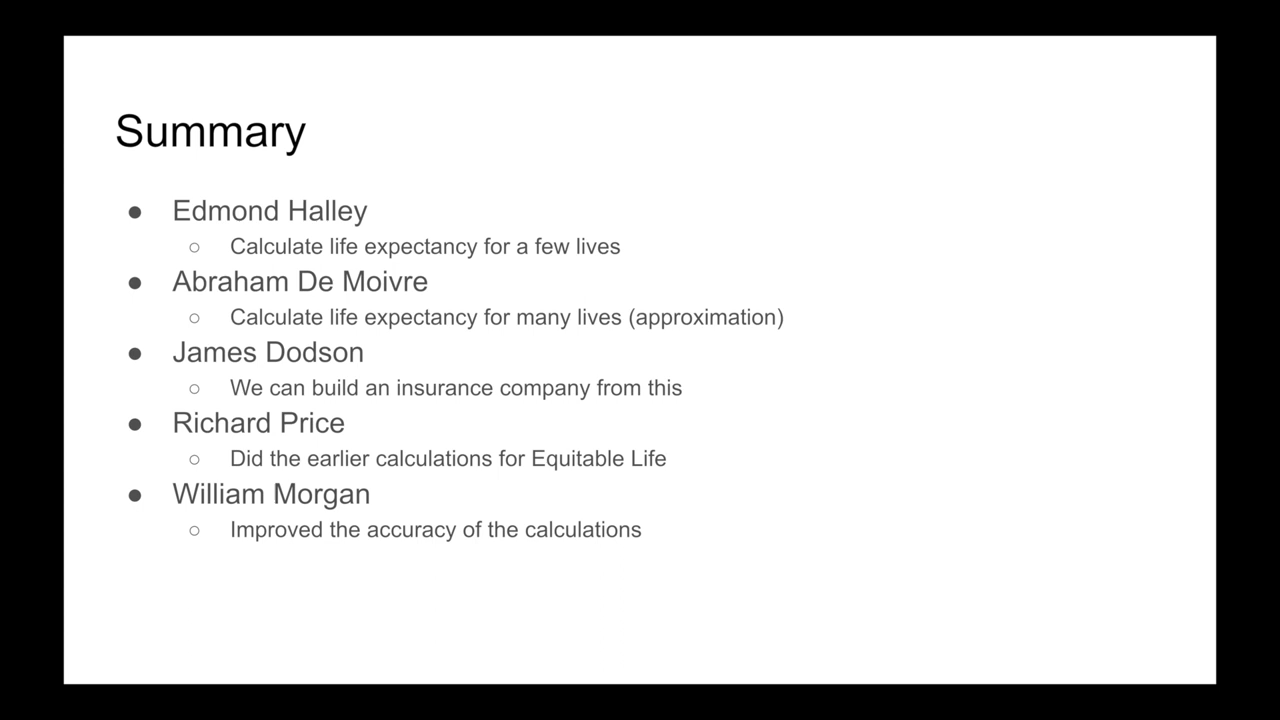 Summary
● Edmond Halley
○ Calculate life expectancy for a few lives
● Abraham De Moivre
○ Calculate life expectancy for many lives (approximation)
● James Dodson
○ We can build an insurance company from this
● Richard Price
○ Did the earlier calculations for Equitable Life
● William Morgan
○ Improved the accuracy of the calculations